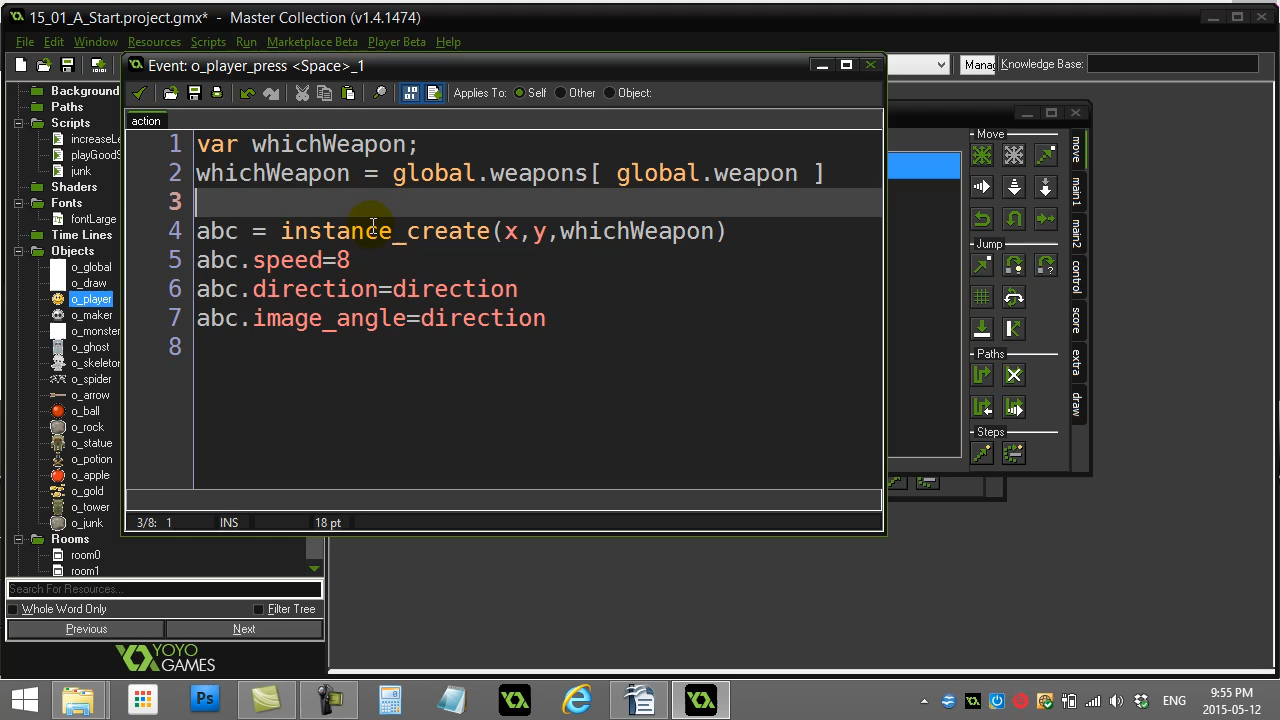 15_01_A_Start.project.gmx* - Master Collection (v1.4.1474)
File Edit Window Resources Scripts Run Marketplace Beta Player Beta Help
Knowledge Base:
Event: o_player_press <Space>_1
Applies To: Self Other Object:
action
1 var whichWeapon;
2 whichWeapon = global.weapons[ global.weapon ]
3
4 abc = instance_create(x,y,whichWeapon)
5 abc.speed=8
6 abc.direction=direction
7 abc.image_angle=direction
8
3/8: 1 INS 18 pt
Background
Paths
Scripts
increaseLe
playGoodS
junk
Shaders
Fonts
fontLarge
Time Lines
Objects
o_global
o_draw
o_player
o_maker
o_monster
o_ghost
o_skeleton
o_spider
o_arrow
o_ball
o_rock
o_statue
o_potion
o_apple
o_gold
o_tower
o_junk
Rooms
room0
room1
Search For Resources...
Whole Word Only Filter Tree
Previous Next
YOYO
GAMES
Move
Jump
Paths
Steps
move
main1
main2
control
score
extra
draw
Ps
ENG
9:55 PM
2015-05-12